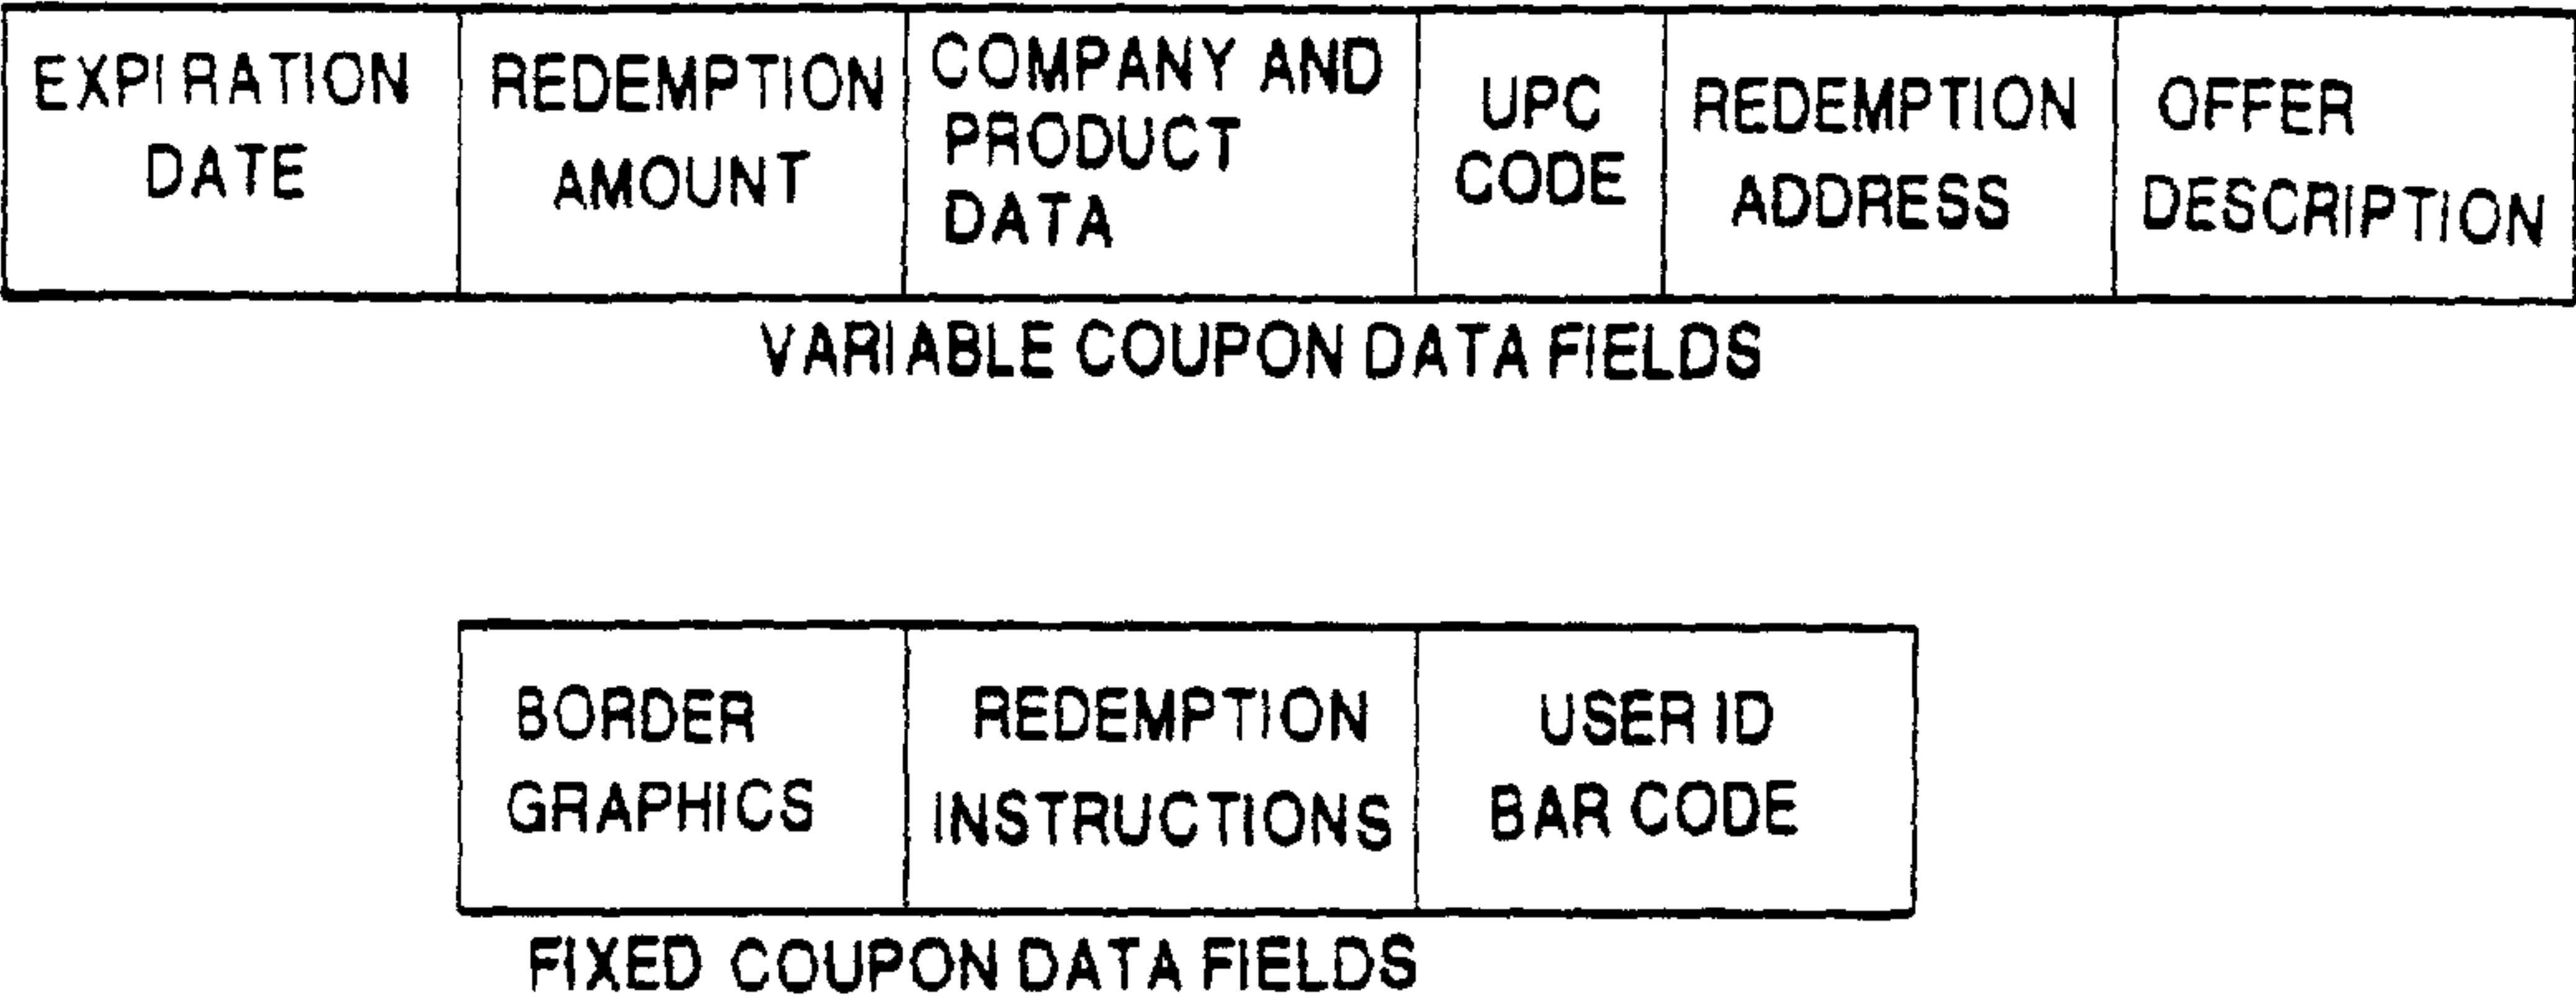 EXPIRATION
DATE
REDEMPTION
AMOUNT
COMPANY AND
PRODUCT
DATA
UPC
CODE
REDEMPTION
ADDRESS
OFFER
DESCRIPTION
VARIABLE COUPON DATA FIELDS
BORDER
GRAPHICS
REDEMPTION
INSTRUCTIONS
USER ID
BAR CODE
FIXED COUPON DATA FIELDS